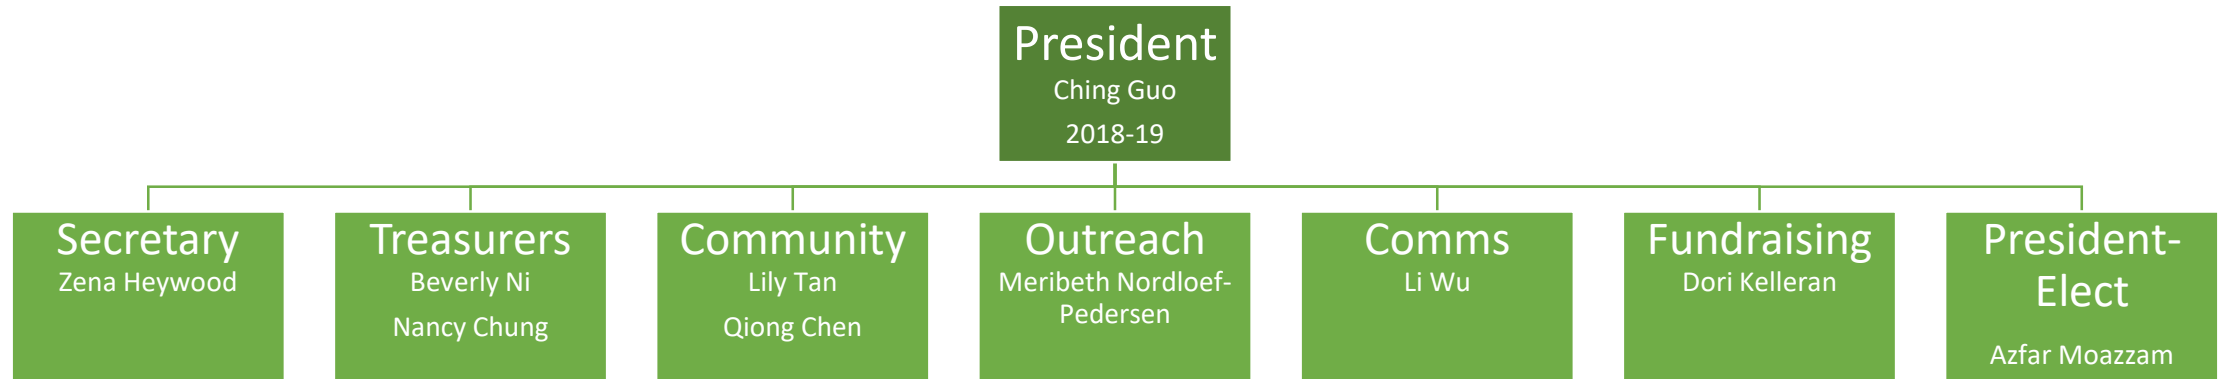 President
Ching Guo
2018-19
Secretary
Zena Heywood
Treasurers
Beverly Ni
Nancy Chung
Community
Lily Tan
Qiong Chen
Outreach
Meribeth Nordloef-
Pedersen
Comms
Li Wu
Fundraising
Dori Kelleran
President-
Elect
Azfar Moazzam